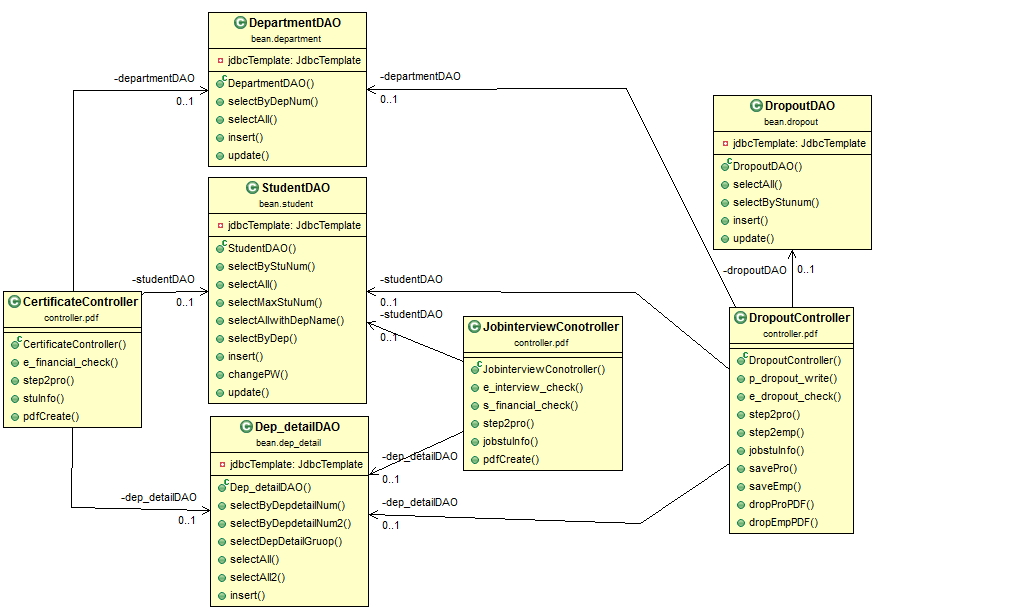 DepartmentDAO
bean.department
jdbcTemplate: JdbcTemplate
DepartmentDAO()
selectByDepNum()
selectAll()
insert()
update()
-departmentDAO
0..1
-departmentDAO
0..1
DropoutDAO
bean.dropout
jdbcTemplate: JdbcTemplate
DropoutDAO()
selectAll()
selectByStunum()
insert()
update()
-dropoutDAO
0..1
StudentDAO
bean.student
jdbcTemplate: JdbcTemplate
StudentDAO()
selectByStuNum()
selectAll()
selectMaxStuNum()
selectAllwithDepName()
selectByDep()
insert()
changePW()
update()
-studentDAO
0..1
-studentDAO
0..1
-studentDAO
0..1
CertificateController
controller.pdf
CertificateController()
e_financial_check()
step2pro()
stuInfo()
pdfCreate()
JobinterviewConotroller
controller.pdf
JobinterviewConotroller()
e_interview_check()
s_financial_check()
step2pro()
jobstuInfo()
pdfCreate()
DropoutController
controller.pdf
DropoutController()
p_dropout_write()
e_dropout_check()
step2pro()
step2emp()
jobstuInfo()
savePro()
saveEmp()
dropProPDF()
dropEmpPDF()
Dep_detailDAO
bean.dep_detail
jdbcTemplate: JdbcTemplate
Dep_detailDAO()
selectByDepdetailNum()
selectByDepdetailNum2()
selectDepDetailGruop()
selectAll()
selectAll2()
insert()
-dep_detailDAO
0..1
-dep_detailDAO
0..1
-dep_detailDAO
0..1